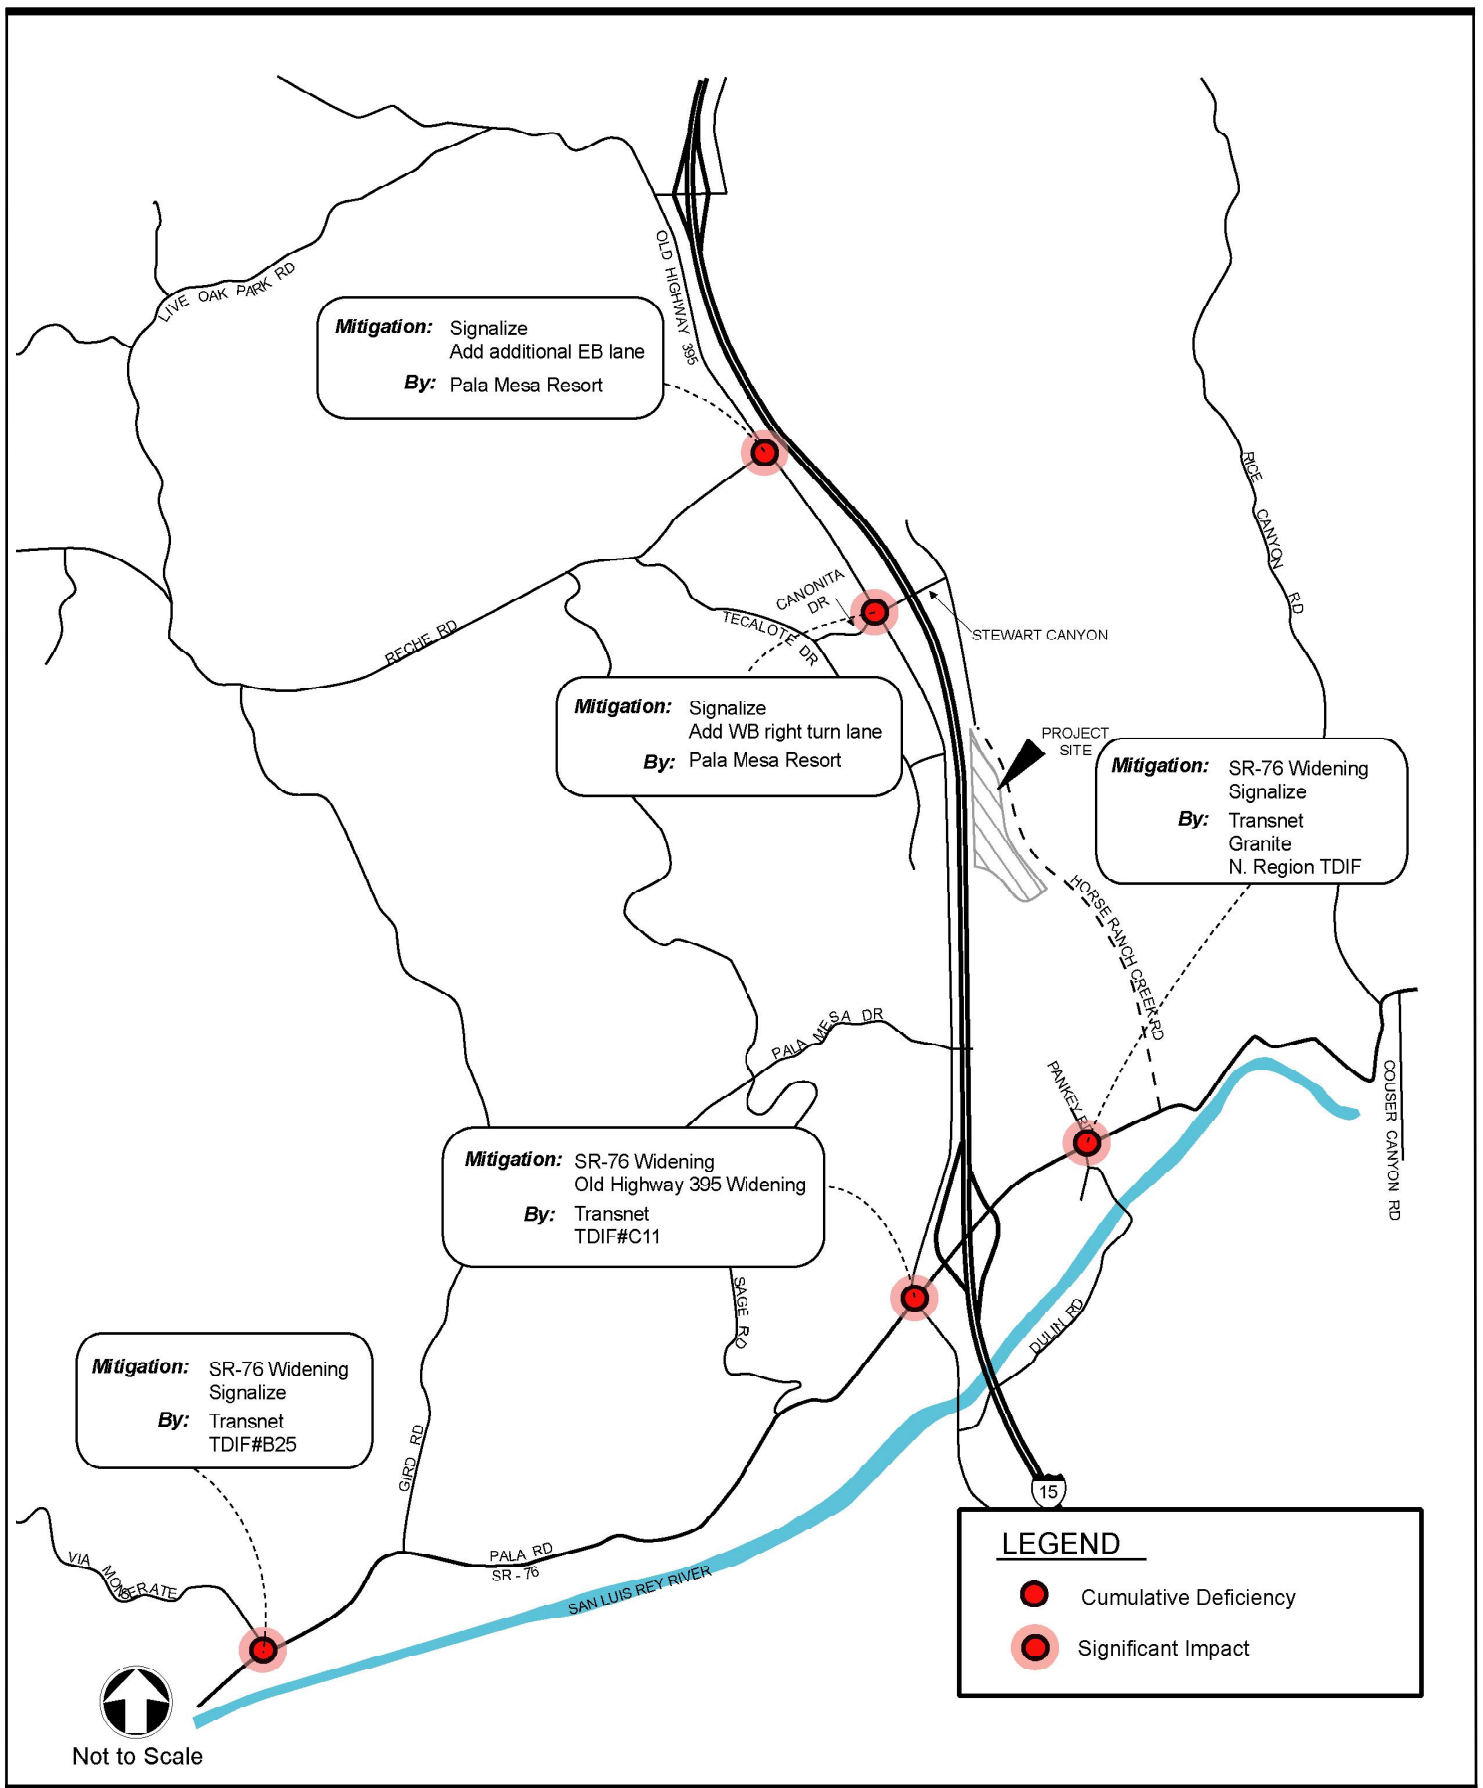 OLD HIGHWAY 395
LIVE OAK PARK RD
Mitigation: Signalize
Add additional EB lane
By: Pala Mesa Resort
RICE CANYON RD
CANONITA
DR
TECALOTE DR
STEWART CANYON
RECHE RD
Mitigation: Signalize
Add WB right turn lane
By: Pala Mesa Resort
PROJECT
SITE
Mitigation: SR-76 Widening
Signalize
By: Transnet
Granite
N. Region TDIF
HORSE RANCH CREEK RD
PALA MESA DR
PANKEY RD
COUSER CANYON RD
Mitigation: SR-76 Widening
Old Highway 395 Widening
By: Transnet
TDIF#C11
SAGE RD
DULIN RD
Mitigation: SR-76 Widening
Signalize
By: Transnet
TDIF#B25
GIRD RD
15
PALA RD
SR-76
VIA MONSERATE
SAN LUIS REY RIVER
LEGEND
Cumulative Deficiency
Significant Impact
Not to Scale